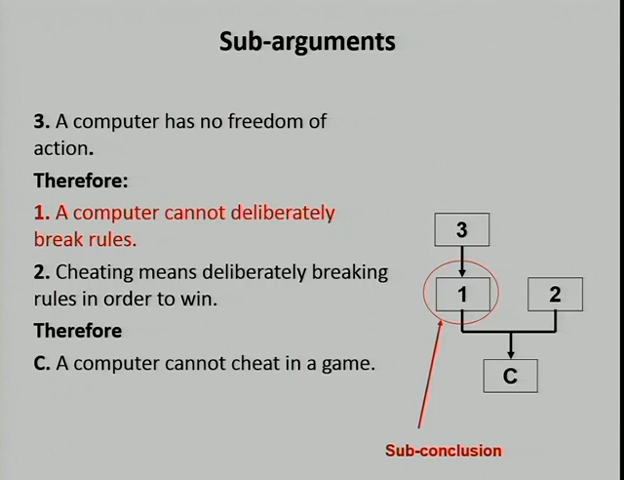 Sub-arguments
3. A computer has no freedom of
action.
Therefore:
1. A computer cannot deliberately
break rules.
2. Cheating means deliberately breaking
rules in order to win.
Therefore
C. A computer cannot cheat in a game.
3
1
2
C
Sub-conclusion